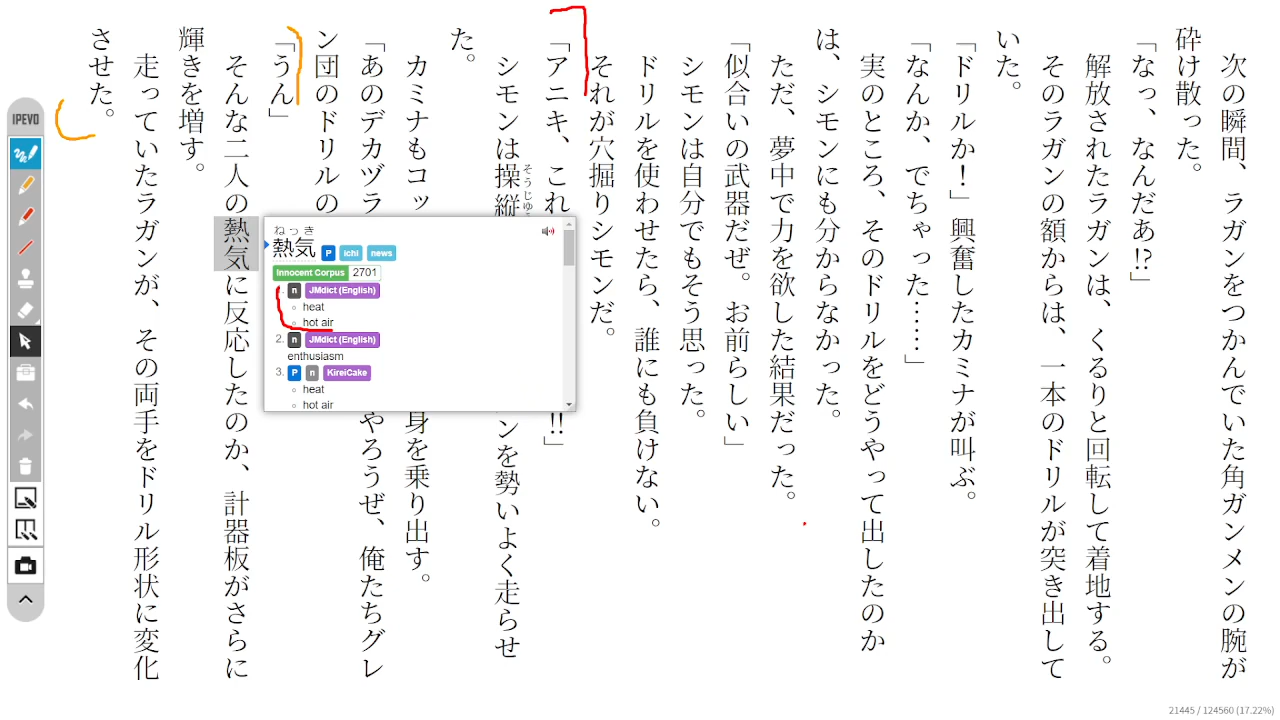 次の瞬間、ラガンをつかんでいた角ガンメンの腕が
砕け散った。
「なっ、なんだあ!?」
解放されたラガンは、くるりと回転して着地する。
そのラガンの額からは、一本のドリルが突き出して
いた。
「ドリルか！」興奮したカミナが叫ぶ。
「なんか、でちゃった……」
実のところ、そのドリルをどうやって出したのか
は、シモンにも分からなかった。
ただ、夢中で力を欲した結果だった。
「似合いの武器だぜ。お前らしい」
シモンは自分でもそう思った。
ドリルを使わせたら、誰にも負けない。
それが穴掘りシモンだ。
「アニキ、これ
!!」
シモンは操縦
そうじゅう
ンを勢いよく走らせ
た。
カミナもコッ
身を乗り出す。
「あのデカヅラ
やろうぜ、俺たちグレ
ン団のドリルの
「うん」
そんな二人の熱気に反応したのか、計器板がさらに
輝きを増す。
走っていたラガンが、その両手をドリル形状に変化
させた。
ねっき
熱気 P ichi news
Innocent Corpus 2701
n JMdict (English)
heat
hot air
2. n JMdict (English)
enthusiasm
3. P n KireiCake
heat
hot air
IPEVO
21445 / 124560 (17.22%)